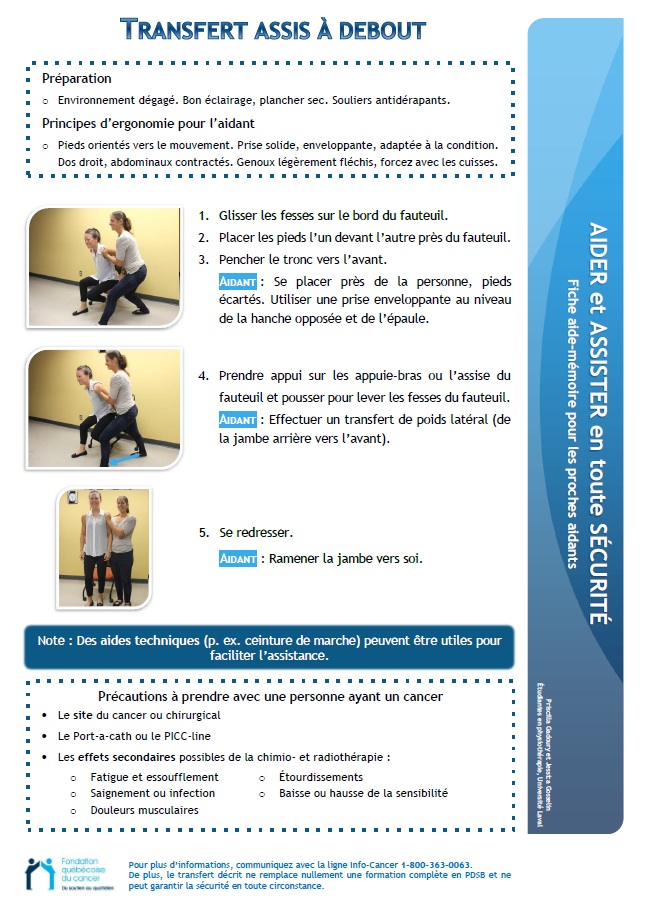 TRANSFERT ASSIS À DEBOUT
Préparation
o Environnement dégagé. Bon éclairage, plancher sec. Souliers antidérapants.
Principes d'ergonomie pour l'aidant
o Pieds orientés vers le mouvement. Prise solide, enveloppante, adaptée à la condition.
Dos droit, abdominaux contractés. Genoux légèrement fléchis, forcez avec les cuisses.
1. Glisser les fesses sur le bord du fauteuil.
2. Placer les pieds l'un devant l'autre près du fauteuil.
3. Pencher le tronc vers l'avant.
AIDANT : Se placer près de la personne, pieds
écartés. Utiliser une prise enveloppante au niveau
de la hanche opposée et de l'épaule.
4. Prendre appui sur les appuie-bras ou l'assise du
fauteuil et pousser pour lever les fesses du fauteuil.
AIDANT : Effectuer un transfert de poids latéral (de
la jambe arrière vers l'avant).
5. Se redresser.
AIDANT : Ramener la jambe vers soi.
Note : Des aides techniques (p. ex. ceinture de marche) peuvent être utiles pour
faciliter l'assistance.
Précautions à prendre avec une personne ayant un cancer
• Le site du cancer ou chirurgical
• Le Port-a-cath ou le PICC-line
• Les effets secondaires possibles de la chimio- et radiothérapie :
o Fatigue et essoufflement
o Saignement ou infection
o Douleurs musculaires
o Étourdissements
o Baisse ou hausse de la sensibilité
AIDER et ASSISTER en toute SÉCURITÉ
Fiche aide-mémoire pour les proches aidants
Priscilla Gadoury et Jessica Gosselin
Étudiantes en physiothérapie, Université Laval
Fondation
québécoise
du cancer
Du soutien au quotidien
Pour plus d'informations, communiquez avec la ligne Info-Cancer 1-800-363-0063.
De plus, le transfert décrit ne remplace nullement une formation complète en PDSB et ne
peut garantir la sécurité en toute circonstance.